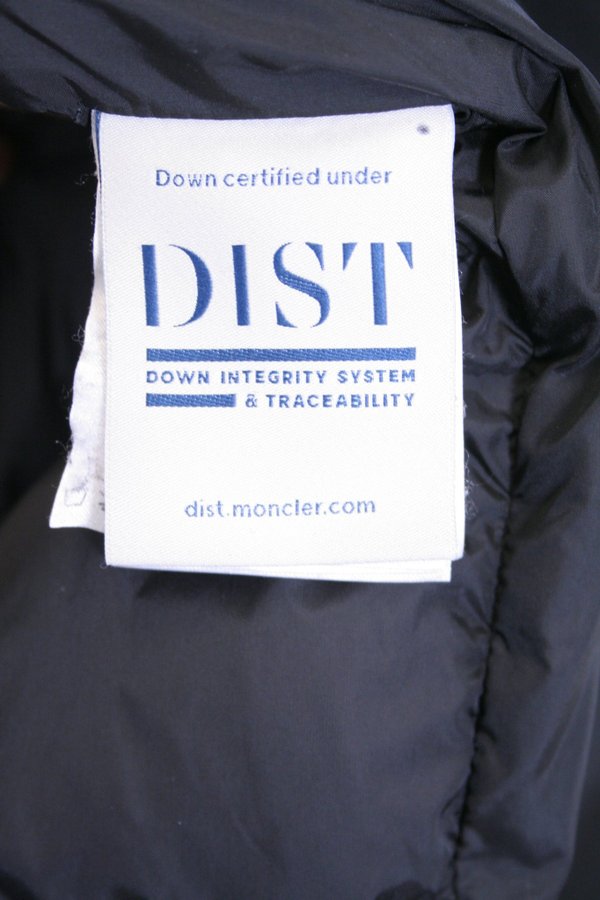 Down certified under
DIST
DOWN INTEGRITY SYSTEM
& TRACEABILITY
dist.moncler.com